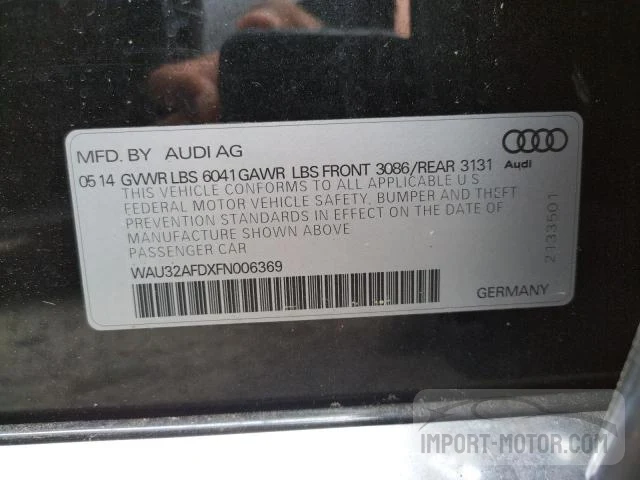 MFD. BY AUDI AG
05 14 GVWR LBS 6041 GAWR LBS FRONT 3086/REAR 3131
Audi
THIS VEHICLE CONFORMS TO ALL APPLICABLE U S
FEDERAL MOTOR VEHICLE SAFETY, BUMPER AND THEFT
PREVENTION STANDARDS IN EFFECT ON THE DATE OF
MANUFACTURE SHOWN ABOVE
PASSENGER CAR
WAU32AFDXFN006369
GERMANY
2133501
IMPORT-MOTOR.COM